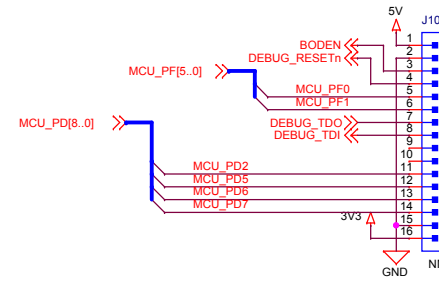 5V
J10
BODEN
DEBUG_RESETn
MCU_PF[5..0]
MCU_PF0
MCU_PF1
DEBUG_TDO
DEBUG_TDI
MCU_PD[8..0]
MCU_PD2
MCU_PD5
MCU_PD6
MCU_PD7
3V3
GND
1
2
3
4
5
6
7
8
9
10
11
12
13
14
15
16